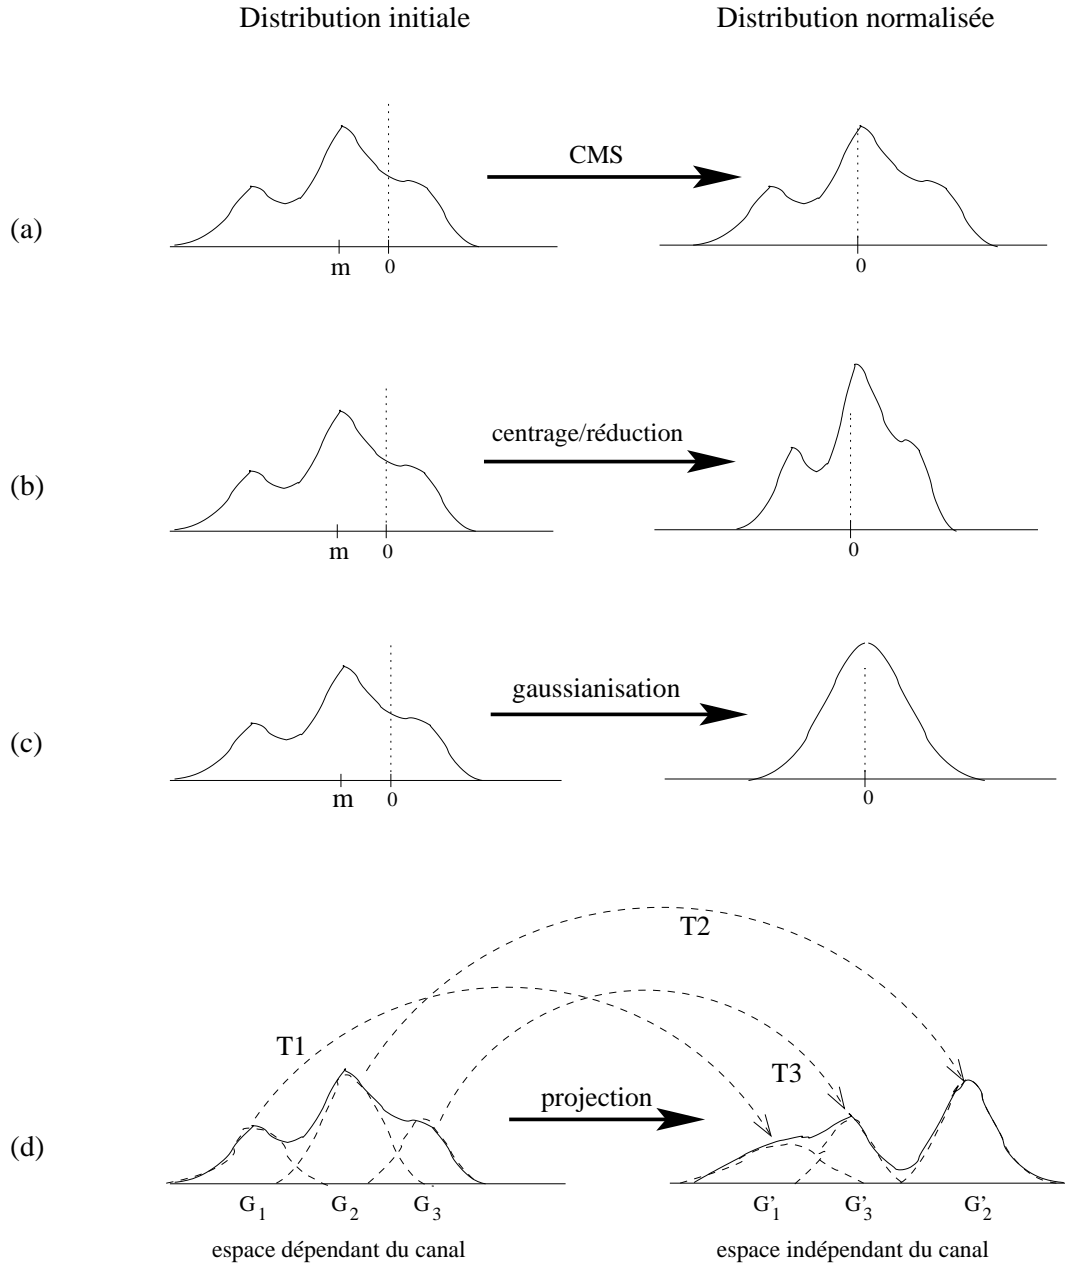 Distribution initiale
Distribution normalisée
CMS
(a)
m
0
0
centrage/réduction
(b)
m
0
0
gaussianisation
(c)
m
0
0
T2
T1
T3
projection
(d)
G1
G2
G3
G'1
G'3
G'2
espace dépendant du canal
espace indépendant du canal